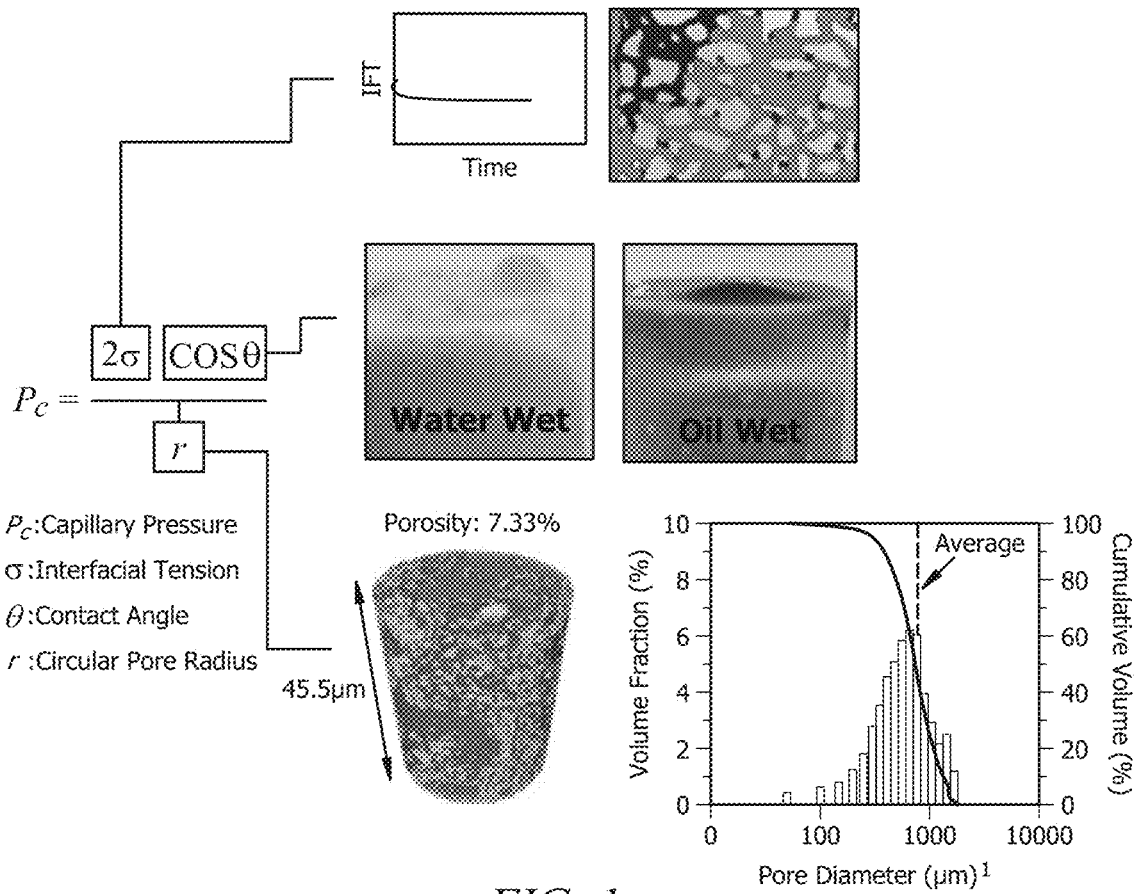 IFT
Time
2σ COSθ
Pc =
r
Water Wet
Oil Wet
Pc:Capillary Pressure
σ:Interfacial Tension
θ:Contact Angle
r :Circular Pore Radius
Porosity: 7.33%
45.5µm
Average
Volume Fraction (%)
10
8
6
4
2
0
100
80
60
40
20
0
Cumulative Volume (%)
0 100 1000 10000
Pore Diameter (µm)1